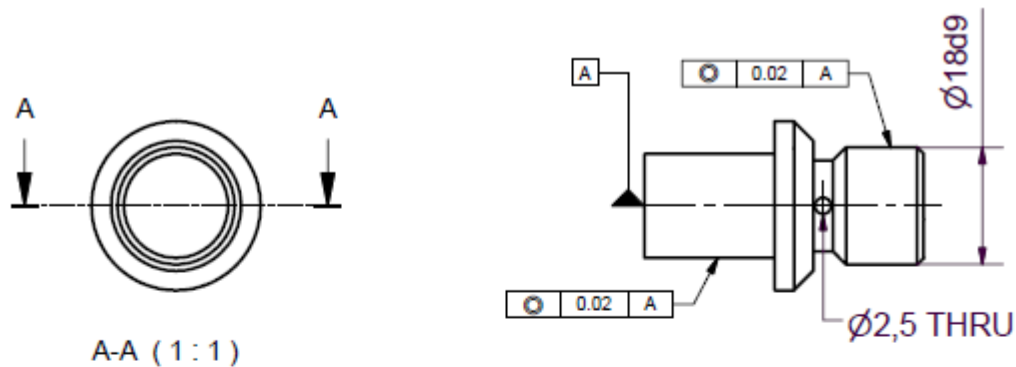 A A
A-A ( 1 : 1 )
A
◎ 0.02 A
Ø18d9
◎ 0.02 A
Ø2,5 THRU